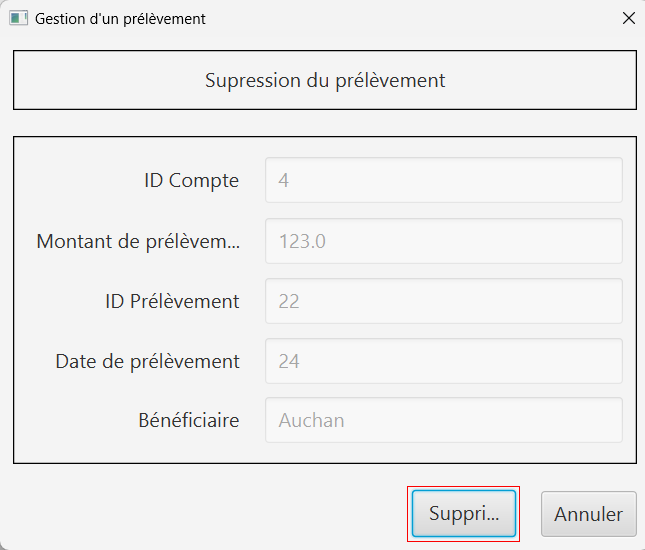 Gestion d'un prélèvement
Supression du prélèvement
ID Compte 4
Montant de prélèvem... 123.0
ID Prélèvement 22
Date de prélèvement 24
Bénéficiaire Auchan
Suppri... Annuler